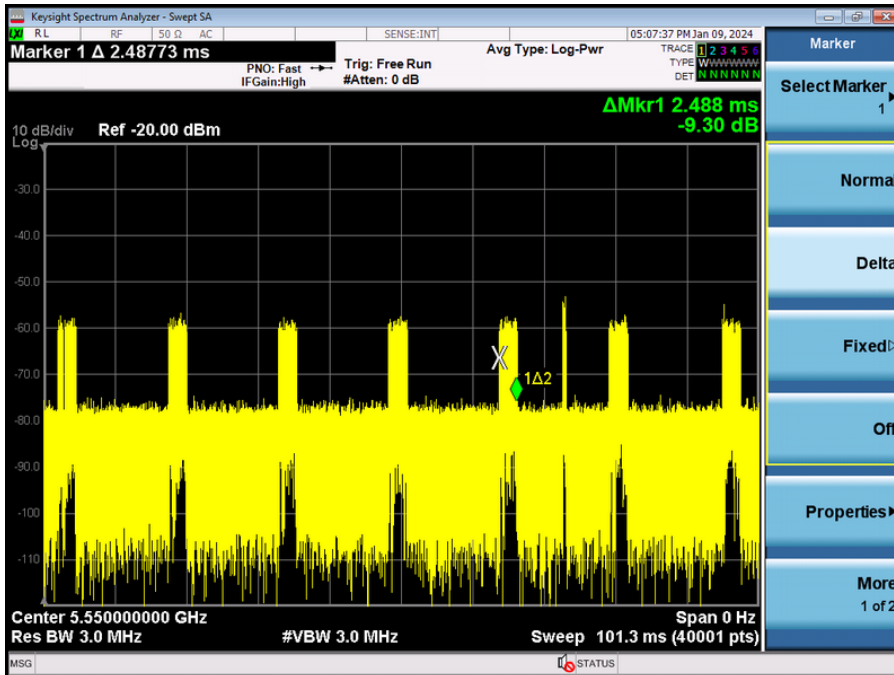 Keysight Spectrum Analyzer - Swept SA
LXI RL RF 50 Ω AC SENSE:INT 05:07:37 PM Jan 09, 2024
Marker 1 Δ 2.48773 ms
PNO: Fast
IFGain:High
Trig: Free Run
#Atten: 0 dB
Avg Type: Log-Pwr
TRACE 1 2 3 4 5 6
TYPE W
DET N N N N N N
ΔMkr1 2.488 ms
-9.30 dB
10 dB/div Ref -20.00 dBm
Log
-30.0
-40.0
-50.0
-60.0
-70.0
-80.0
-90.0
-100
-110
1Δ2
Center 5.550000000 GHz
Span 0 Hz
Res BW 3.0 MHz
#VBW 3.0 MHz
Sweep 101.3 ms (40001 pts)
MSG
STATUS
Marker
Select Marker
1
Normal
Delta
Fixed
Off
Properties
More
1 of 2